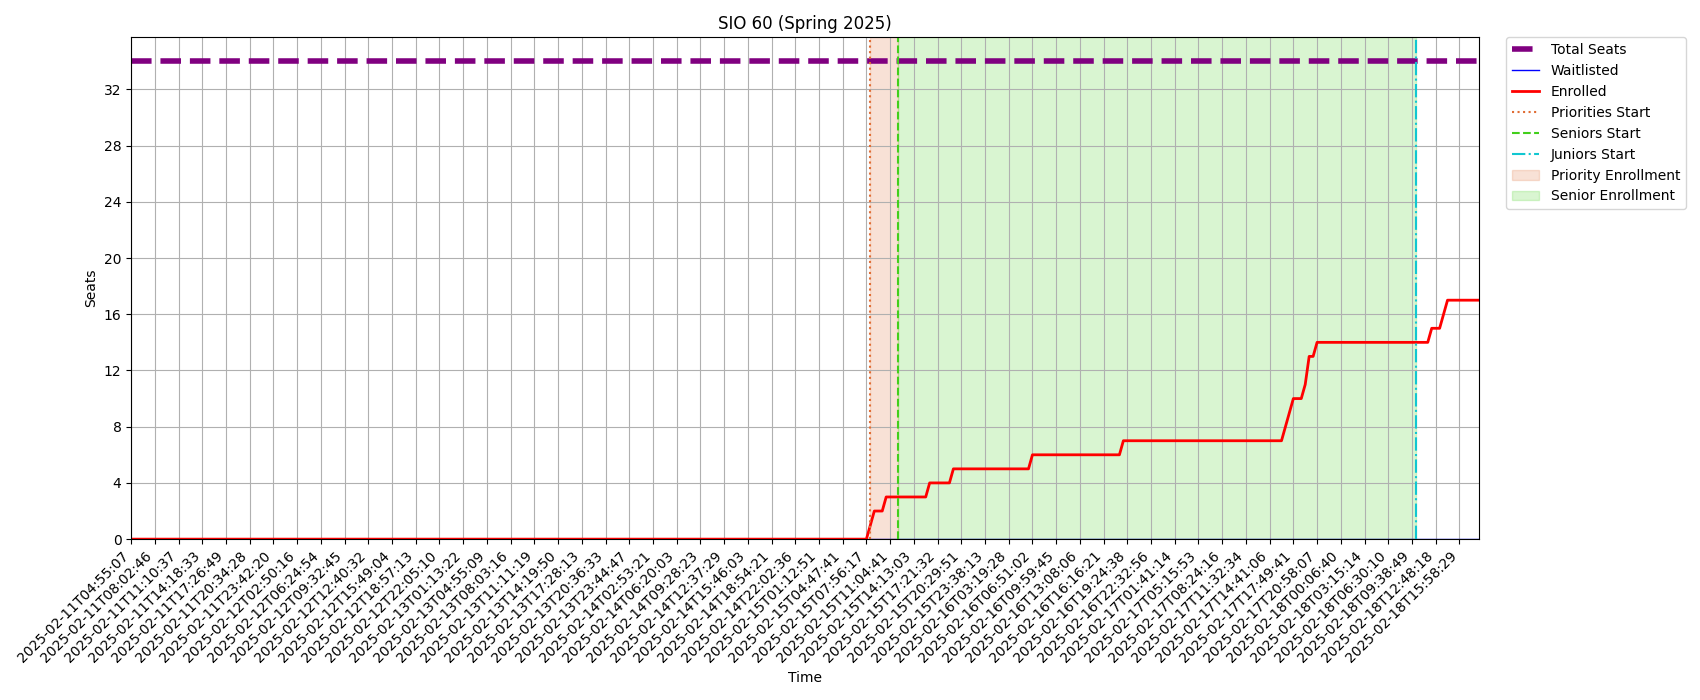 SIO 60 (Spring 2025)
Total Seats
Waitlisted
Enrolled
Priorities Start
Seniors Start
Juniors Start
Priority Enrollment
Senior Enrollment
Seats
32
28
24
20
16
12
8
4
0
2025-02-11T04:55:07
2025-02-11T08:02:46
2025-02-11T11:10:37
2025-02-11T14:18:33
2025-02-11T17:26:49
2025-02-11T20:34:28
2025-02-11T23:42:20
2025-02-12T02:50:16
2025-02-12T06:24:54
2025-02-12T09:32:45
2025-02-12T12:40:32
2025-02-12T15:49:04
2025-02-12T18:57:13
2025-02-12T22:05:10
2025-02-13T01:13:22
2025-02-13T04:55:09
2025-02-13T08:03:16
2025-02-13T11:11:19
2025-02-13T14:19:50
2025-02-13T17:28:13
2025-02-13T20:36:33
2025-02-13T23:44:47
2025-02-14T02:53:21
2025-02-14T06:20:03
2025-02-14T09:28:23
2025-02-14T12:37:29
2025-02-14T15:46:03
2025-02-14T18:54:21
2025-02-14T22:02:36
2025-02-15T01:12:51
2025-02-15T04:47:41
2025-02-15T07:56:17
2025-02-15T11:04:41
2025-02-15T14:13:03
2025-02-15T17:21:32
2025-02-15T20:29:51
2025-02-15T23:38:13
2025-02-16T03:19:28
2025-02-16T06:51:02
2025-02-16T09:59:45
2025-02-16T13:08:06
2025-02-16T16:16:21
2025-02-16T19:24:38
2025-02-16T22:32:56
2025-02-17T01:41:14
2025-02-17T05:15:53
2025-02-17T08:24:16
2025-02-17T11:32:34
2025-02-17T14:41:06
2025-02-17T17:49:41
2025-02-17T20:58:07
2025-02-18T00:06:40
2025-02-18T03:15:14
2025-02-18T06:30:10
2025-02-18T09:38:49
2025-02-18T12:48:18
2025-02-18T15:58:29
Time